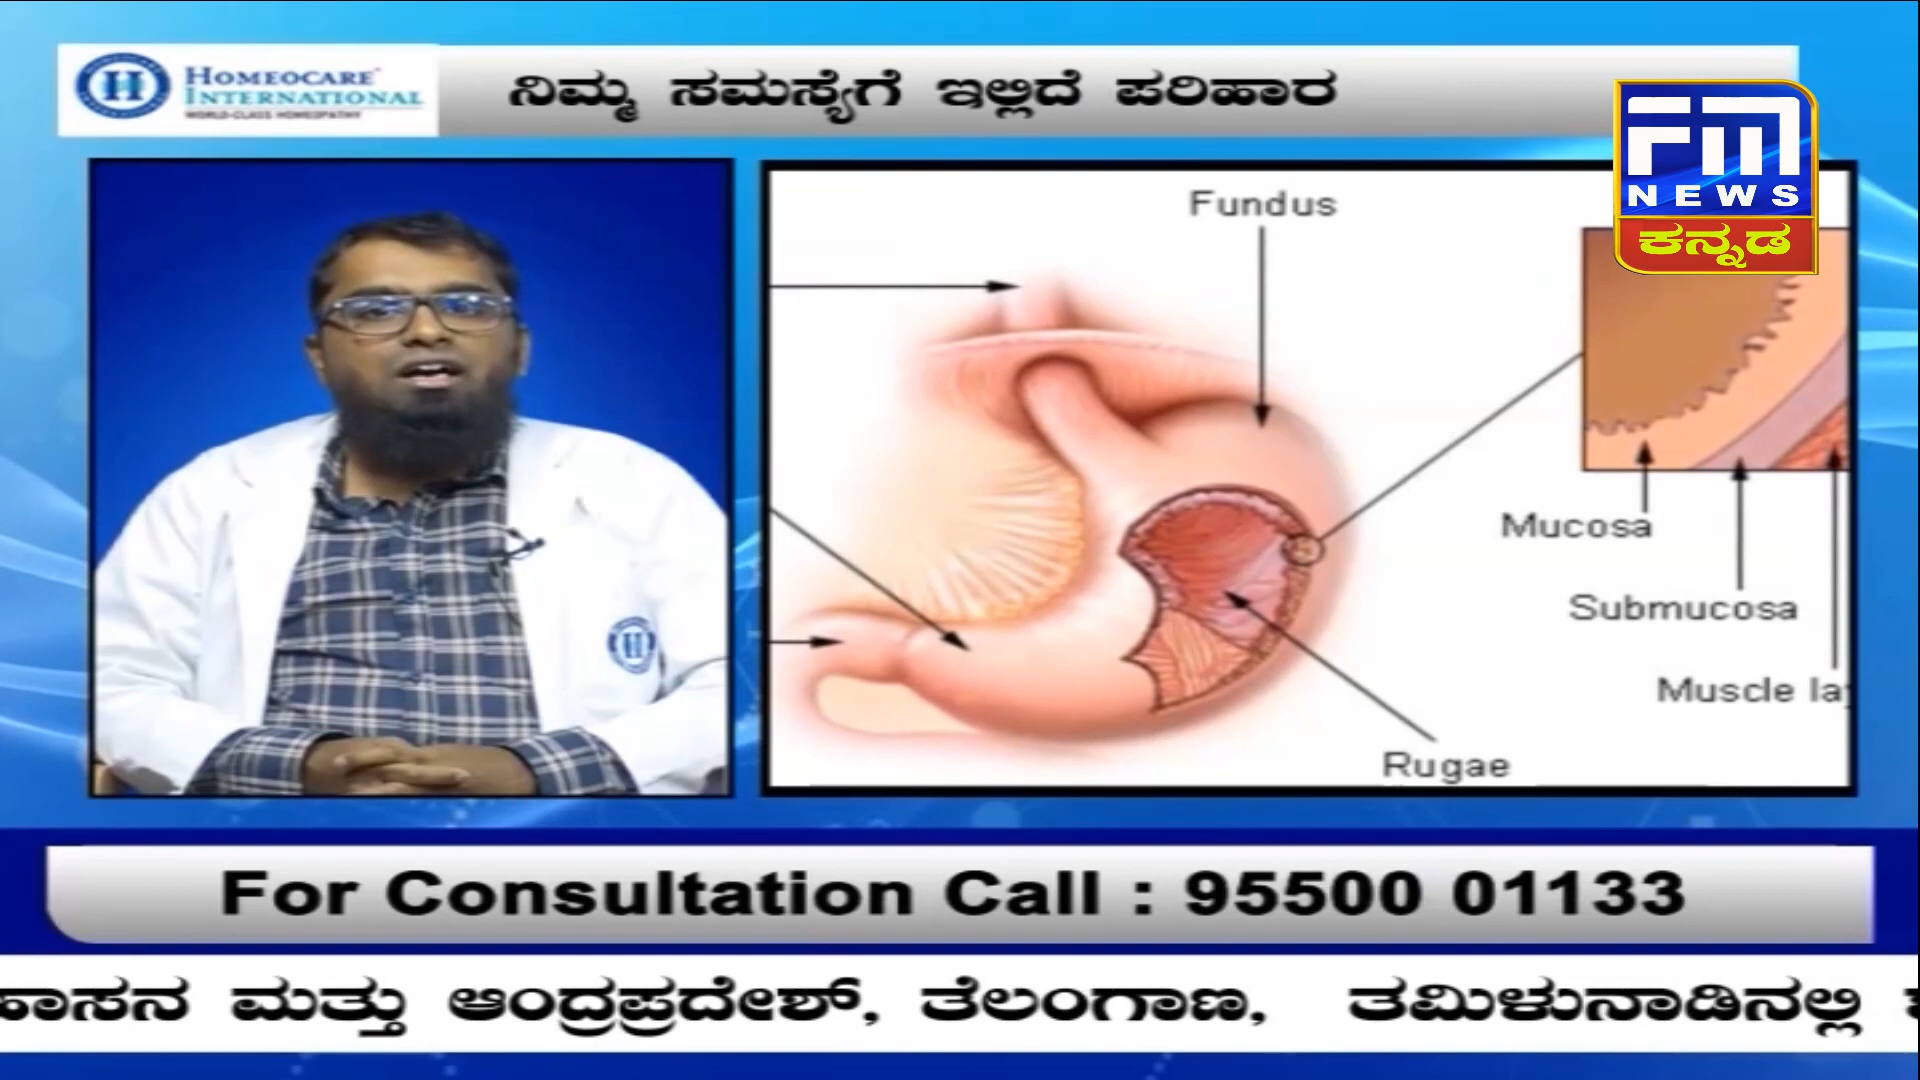 HOMEOCARE
INTERNATIONAL
WORLD-CLASS HOMEOPATHY
ನಿಮ್ಮ ಸಮಸ್ಯೆಗೆ ಇಲ್ಲಿದೆ ಪರಿಹಾರ
FM
NEWS
ಕನ್ನಡ
Fundus
Mucosa
Submucosa
Muscle
Rugae
For Consultation Call : 95500 01133
ಹಾಸನ ಮತ್ತು ಆಂಧ್ರಪ್ರದೇಶ್, ತೆಲಂಗಾಣ, ತಮಿಳುನಾಡಿನಲ್ಲಿ